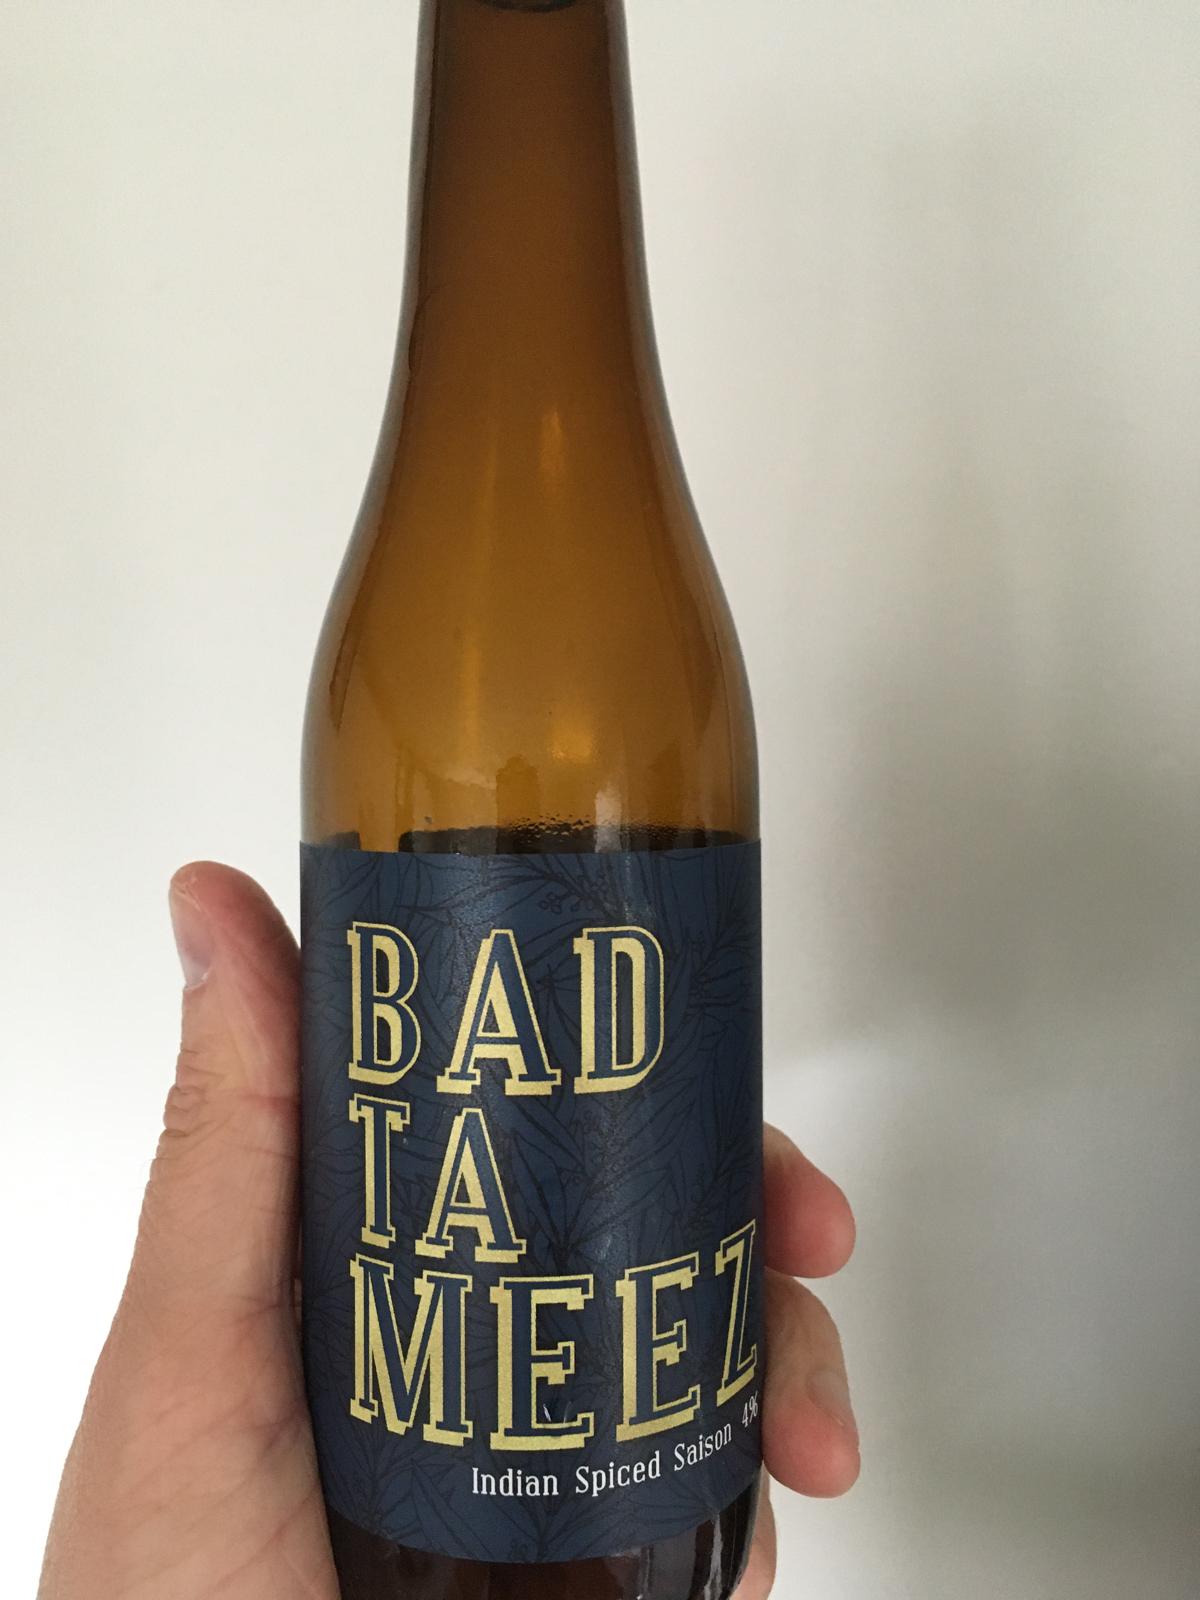 BAD
TA
MEEZ
Indian Spiced Saison 4%